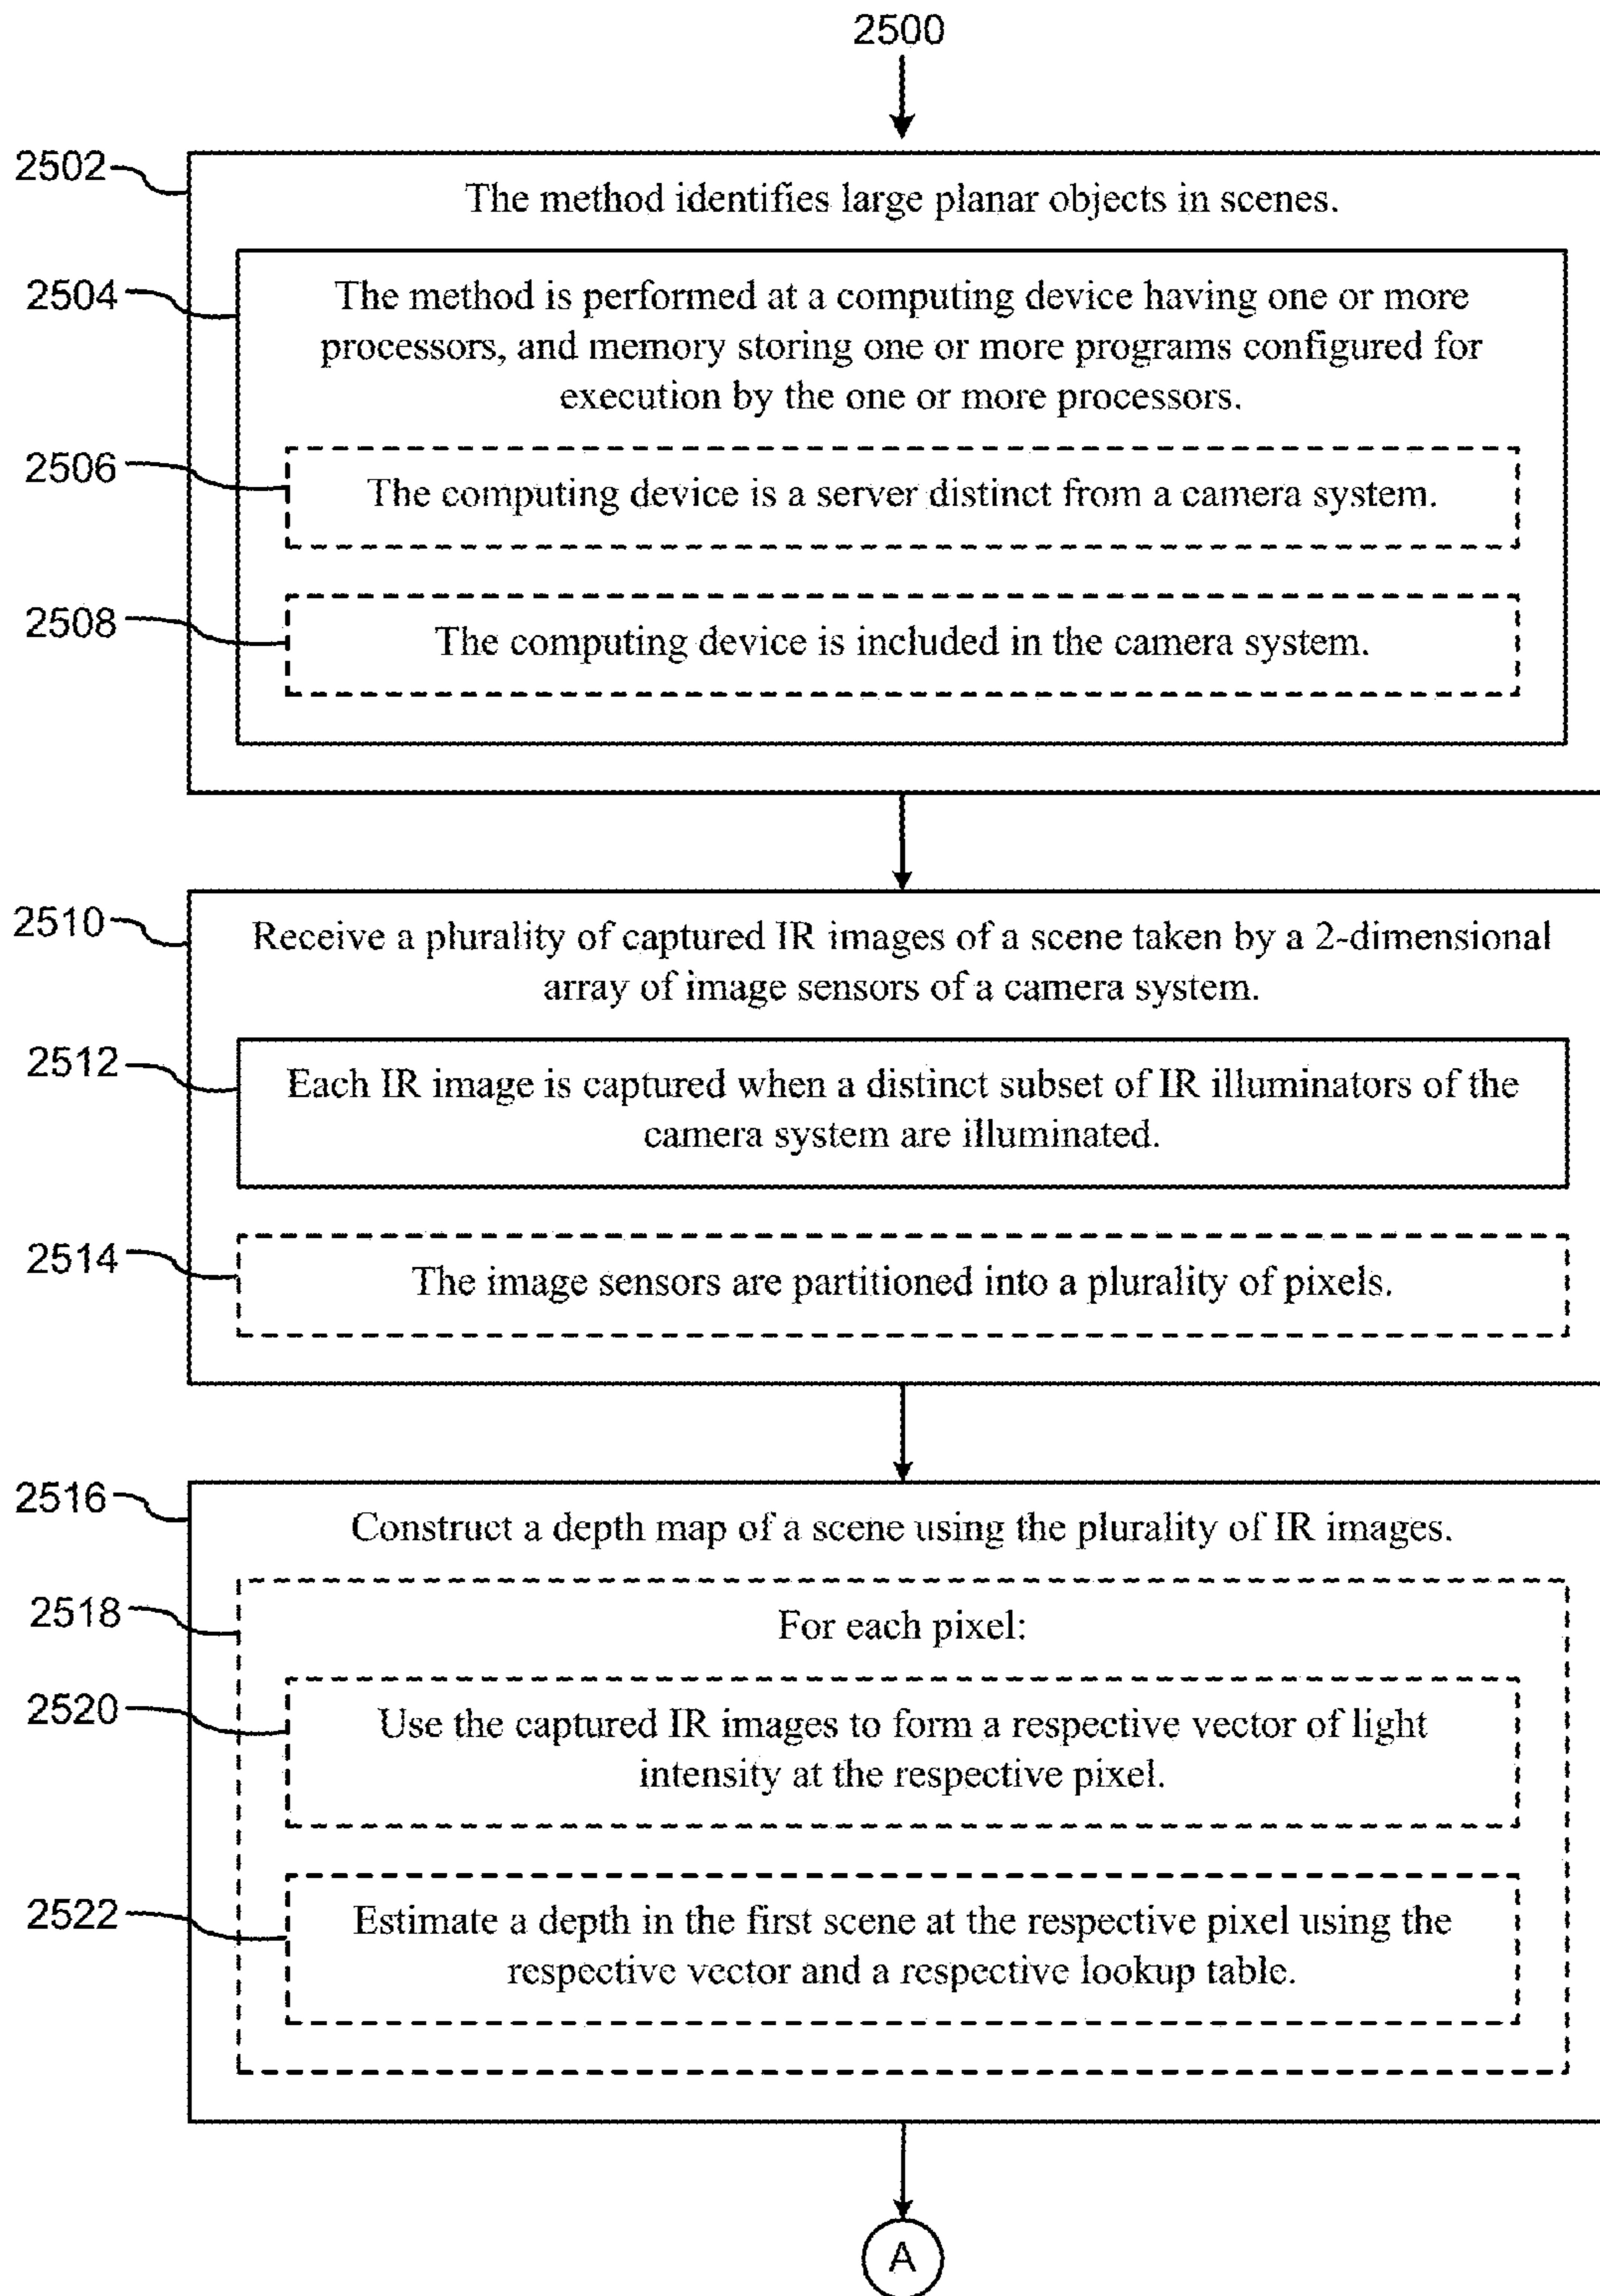 2500
2502
The method identifies large planar objects in scenes.
2504
The method is performed at a computing device having one or more
processors, and memory storing one or more programs configured for
execution by the one or more processors.
2506
The computing device is a server distinct from a camera system.
2508
The computing device is included in the camera system.
2510
Receive a plurality of captured IR images of a scene taken by a 2-dimensional
array of image sensors of a camera system.
2512
Each IR image is captured when a distinct subset of IR illuminators of the
camera system are illuminated.
2514
The image sensors are partitioned into a plurality of pixels.
2516
Construct a depth map of a scene using the plurality of IR images.
2518
For each pixel:
2520
Use the captured IR images to form a respective vector of light
intensity at the respective pixel.
2522
Estimate a depth in the first scene at the respective pixel using the
respective vector and a respective lookup table.
A